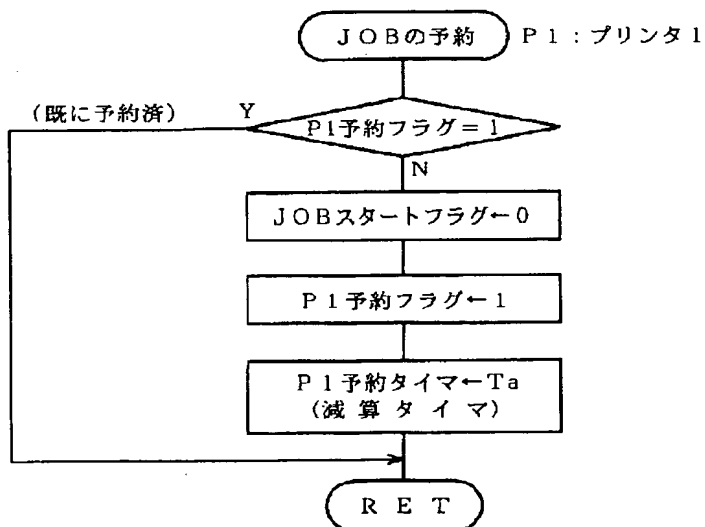 JOBの予約 P1:プリンタ1
(既に予約済) Y
P1予約フラグ=1
N
JOBスタートフラグ←0
P1予約フラグ←1
P1予約タイマ←Ta
(減算タイマ)
RET